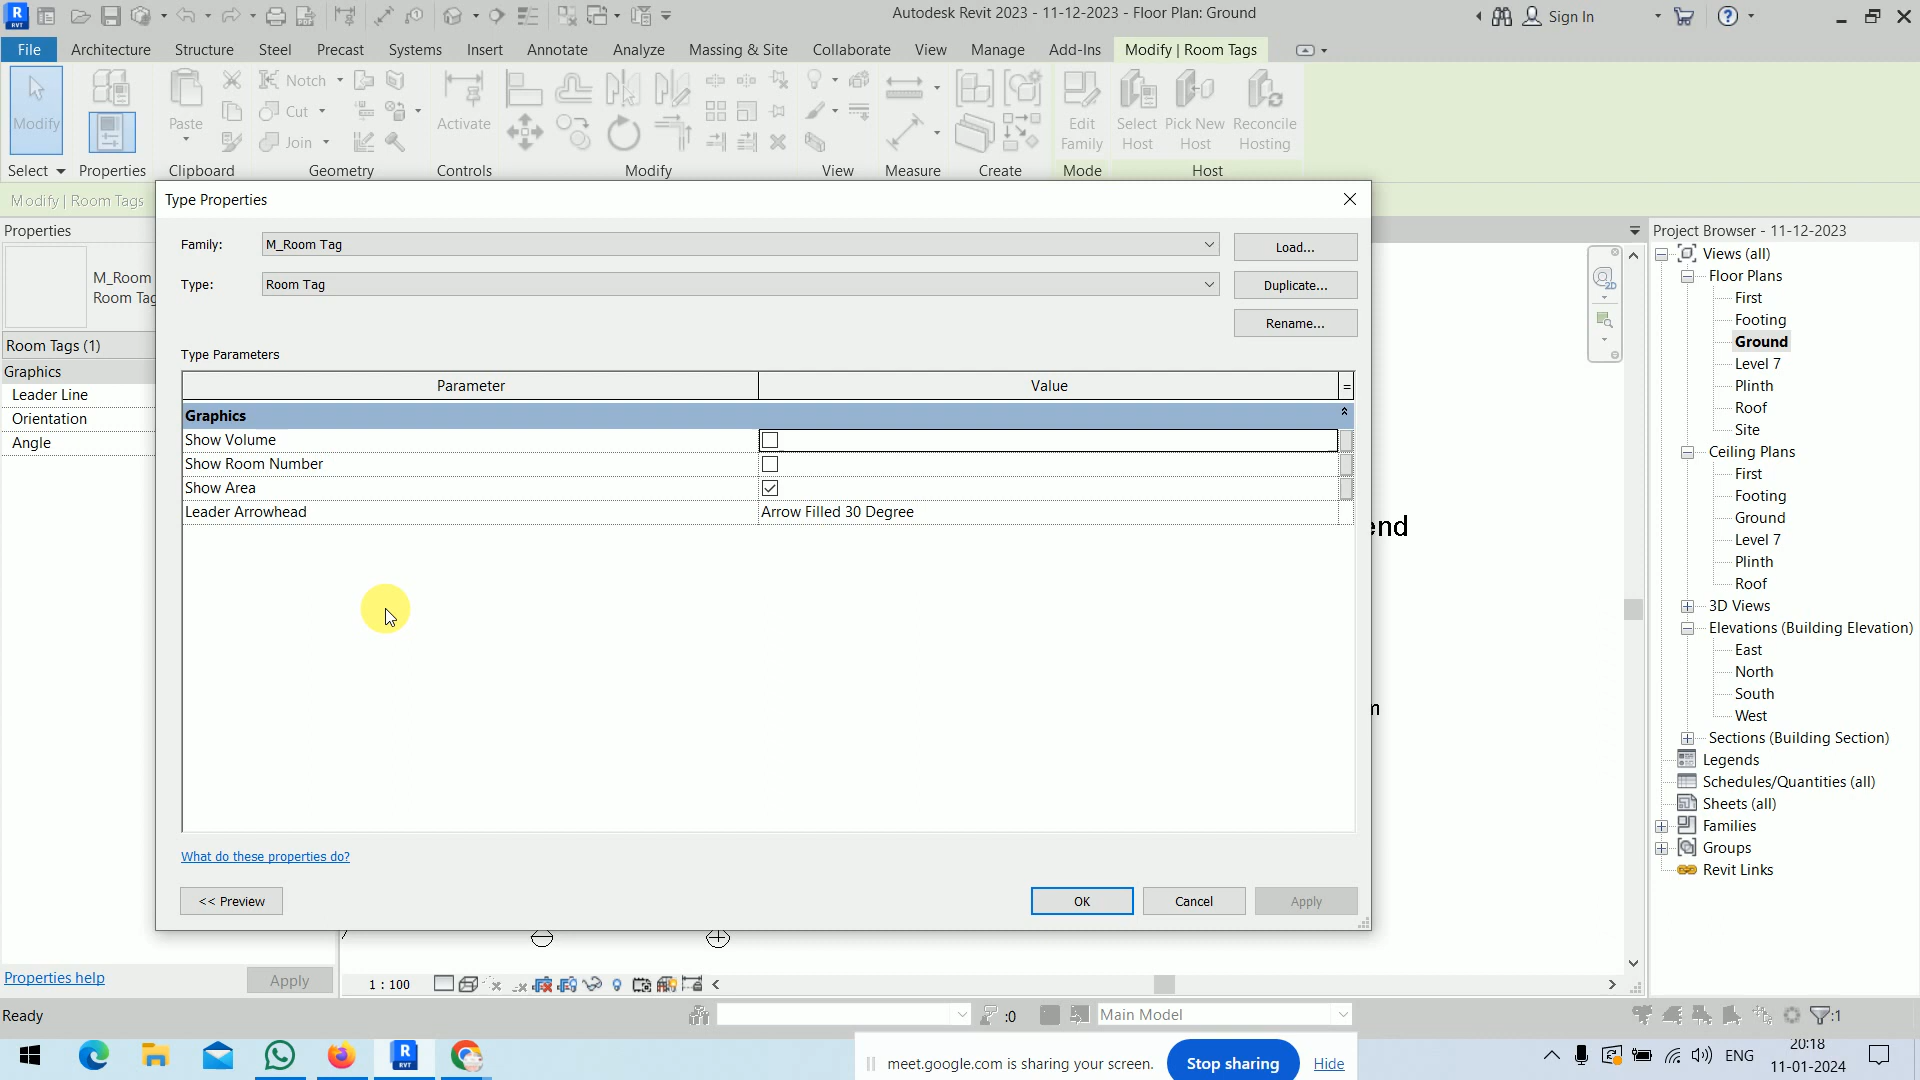 Autodesk Revit 2023 - 11-12-2023 - Floor Plan: Ground
Sign In
File Architecture Structure Steel Precast Systems Insert Annotate Analyze Massing & Site Collaborate View Manage Add-Ins Modify | Room Tags
Modify
Paste
Notch
Cut
Join
Activate
Edit Family
Select Host
Pick New Host
Reconcile Hosting
Select Properties Clipboard Geometry Controls Modify View Measure Create Mode Host
Modify | Room Tags
Properties
M_Room
Room Tag
Room Tags (1)
Graphics
Leader Line
Orientation
Angle
Properties help
Apply
Type Properties
Family: M_Room Tag Load...
Type: Room Tag Duplicate...
Rename...
Type Parameters
Parameter Value =
Graphics
Show Volume
Show Room Number
Show Area
Leader Arrowhead Arrow Filled 30 Degree
What do these properties do?
<< Preview OK Cancel Apply
end
m
2D
Project Browser - 11-12-2023
Views (all)
Floor Plans
First
Footing
Ground
Level 7
Plinth
Roof
Site
Ceiling Plans
First
Footing
Ground
Level 7
Plinth
Roof
3D Views
Elevations (Building Elevation)
East
North
South
West
Sections (Building Section)
Legends
Schedules/Quantities (all)
Sheets (all)
Families
Groups
Revit Links
1 : 100
Ready
:0
Main Model
:1
meet.google.com is sharing your screen. Stop sharing Hide
ENG
20:18
11-01-2024